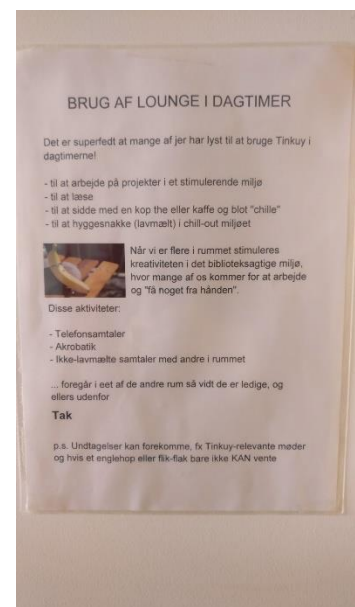 BRUG AF LOUNGE I DAGTIMER
Det er superfedt at mange af jer har lyst til at bruge Tinkuy i
dagtimerne!
- til at arbejde på projekter i et stimulerende miljø
- til at læse
- til at sidde med en kop the eller kaffe og blot "chille"
- til at hyggesnakke (lavmælt) i chill-out miljøet
Når vi er flere i rummet stimuleres
kreativiteten i det biblioteksagtige miljø,
hvor mange af os kommer for at arbejde
og "få noget fra hånden".
Disse aktiviteter:
- Telefonsamtaler
- Akrobatik
- Ikke-lavmælte samtaler med andre i rummet
... foregår i eet af de andre rum så vidt de er ledige, og
ellers udenfor
Tak
p.s. Undtagelser kan forekomme, fx Tinkuy-relevante møder
og hvis et englehop eller flik-flak bare ikke KAN vente